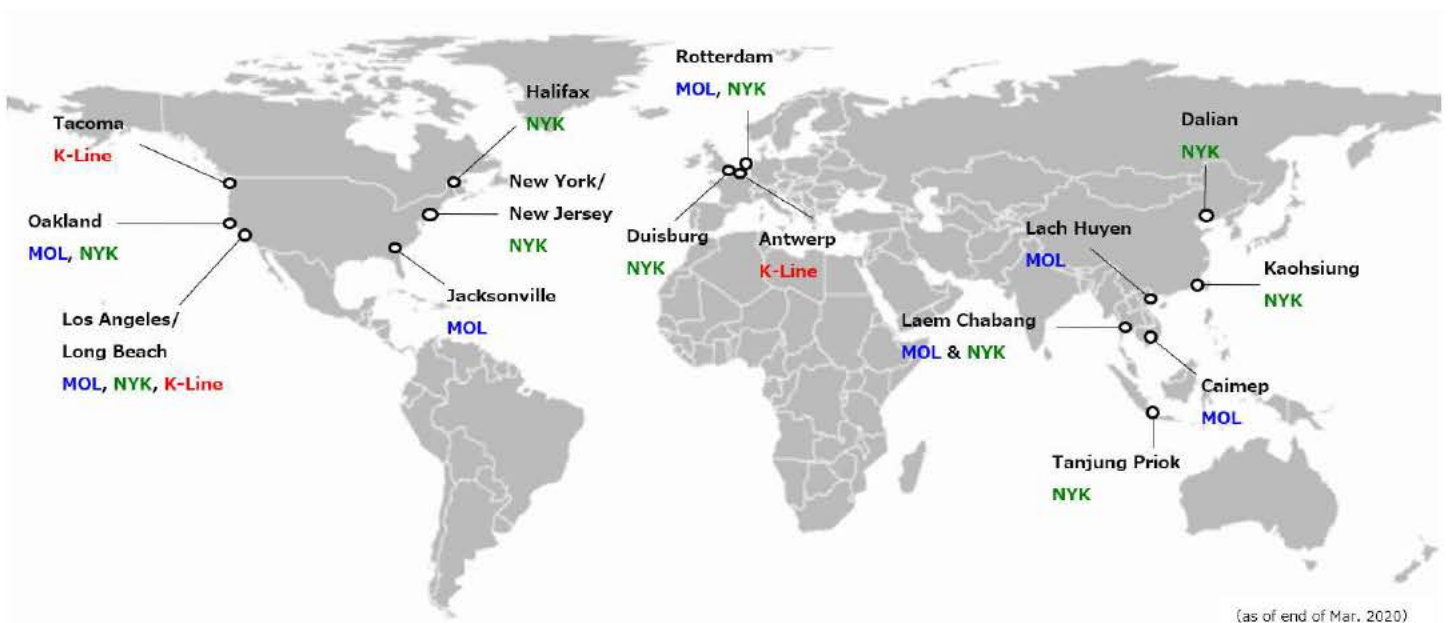 Rotterdam
MOL, NYK
Halifax
NYK
Tacoma
K-Line
Dalian
NYK
New York/
New Jersey
NYK
Oakland
MOL, NYK
Duisburg
NYK
Antwerp
K-Line
Lach Huyen
MOL
Kaohsiung
NYK
Jacksonville
MOL
Los Angeles/
Long Beach
MOL, NYK, K-Line
Laem Chabang
MOL & NYK
Caimep
MOL
Tanjung Priok
NYK
(as of end of Mar. 2020)